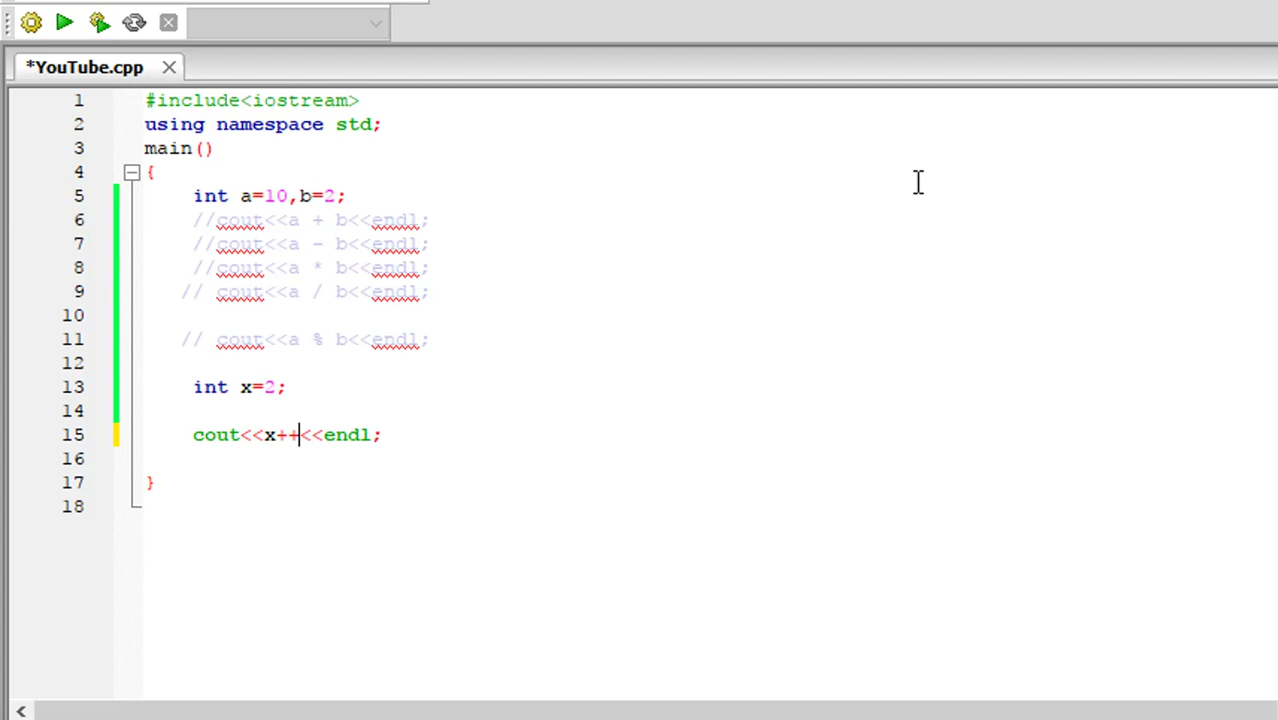 *YouTube.cpp
1 #include<iostream>
2 using namespace std;
3 main()
4 {
5 int a=10,b=2;
6 //cout<<a + b<<endl;
7 //cout<<a - b<<endl;
8 //cout<<a * b<<endl;
9 // cout<<a / b<<endl;
10
11 // cout<<a % b<<endl;
12
13 int x=2;
14
15 cout<<x++<<endl;
16
17 }
18